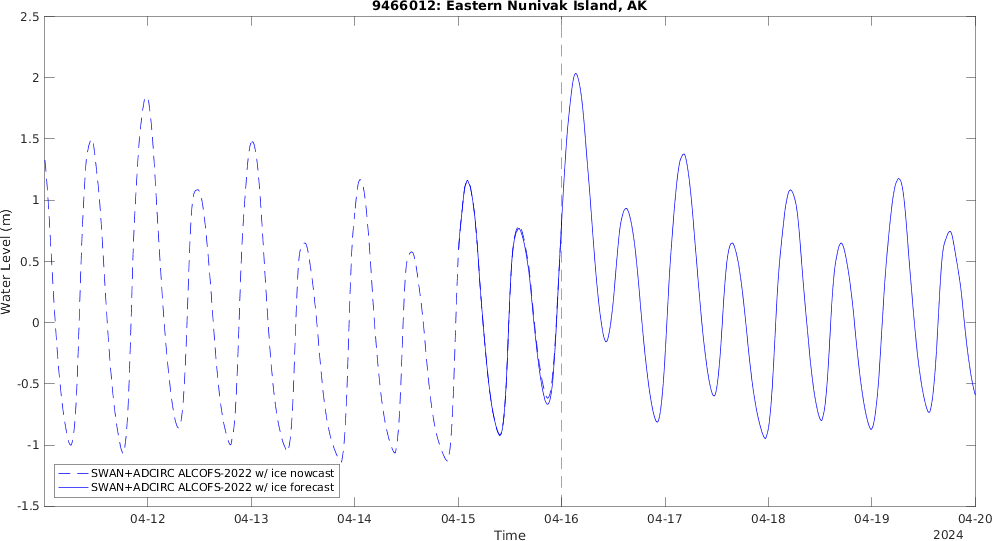 9466012: Eastern Nunivak Island, AK
2.5
2
1.5
1
0.5
0
-0.5
-1
-1.5
Water Level (m)
SWAN+ADCIRC ALCOFS-2022 w/ ice nowcast
SWAN+ADCIRC ALCOFS-2022 w/ ice forecast
04-12 04-13 04-14 04-15 04-16 04-17 04-18 04-19 04-20
Time
2024